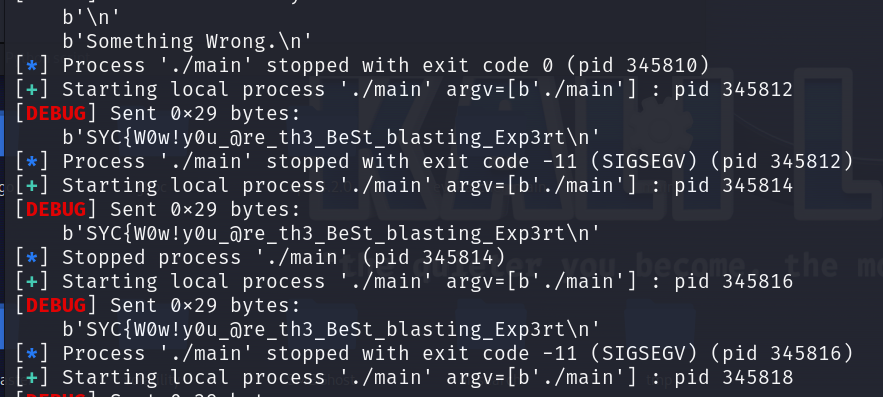 b'\n'
b'Something Wrong.\n'
[*] Process './main' stopped with exit code 0 (pid 345810)
[+] Starting local process './main' argv=[b'./main'] : pid 345812
[DEBUG] Sent 0×29 bytes:
b'SYC{W0w!y0u_@re_th3_BeSt_blasting_Exp3rt\n'
[*] Process './main' stopped with exit code -11 (SIGSEGV) (pid 345812)
[+] Starting local process './main' argv=[b'./main'] : pid 345814
[DEBUG] Sent 0×29 bytes:
b'SYC{W0w!y0u_@re_th3_BeSt_blasting_Exp3rt\n'
[*] Stopped process './main' (pid 345814)
[+] Starting local process './main' argv=[b'./main'] : pid 345816
[DEBUG] Sent 0×29 bytes:
b'SYC{W0w!y0u_@re_th3_BeSt_blasting_Exp3rt\n'
[*] Process './main' stopped with exit code -11 (SIGSEGV) (pid 345816)
[+] Starting local process './main' argv=[b'./main'] : pid 345818